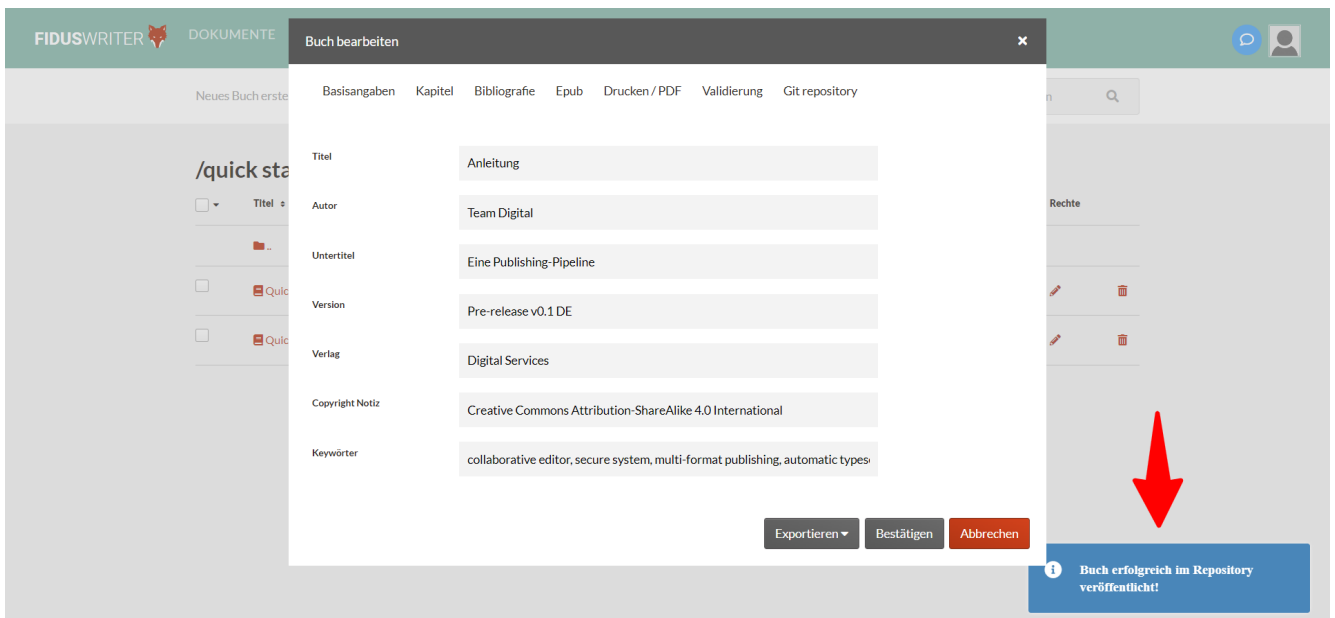 FIDUSWRITER DOKUMENTE
Buch bearbeiten
Neues Buch erste
Basisangaben Kapitel Bibliografie Epub Drucken / PDF Validierung Git repository
n
/quick sta
Titel
Rechte
..
Quic
Quic
Titel Anleitung
Autor Team Digital
Untertitel Eine Publishing-Pipeline
Version Pre-release v0.1 DE
Verlag Digital Services
Copyright Notiz Creative Commons Attribution-ShareAlike 4.0 International
Keywörter collaborative editor, secure system, multi-format publishing, automatic types
Exportieren Bestätigen Abbrechen
Buch erfolgreich im Repository
veröffentlicht!